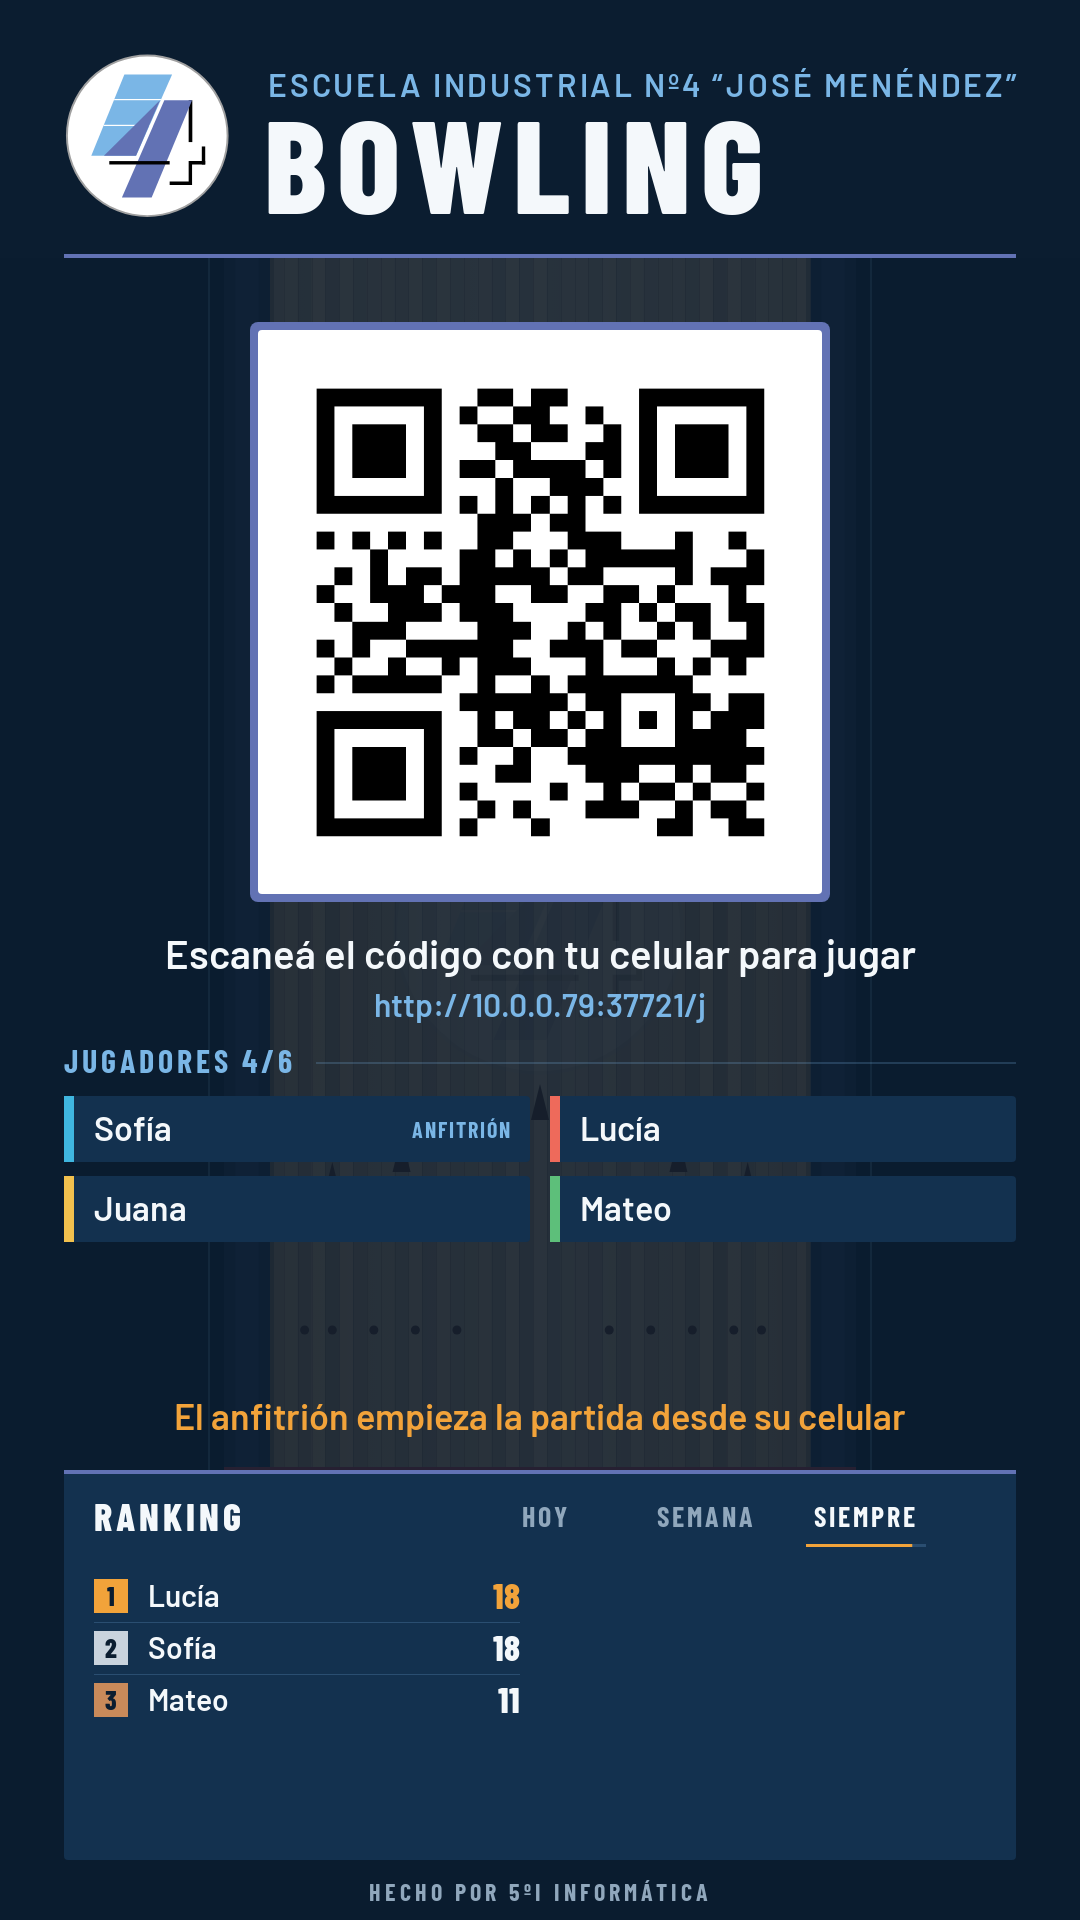 ESCUELA INDUSTRIAL Nº4 “JOSÉ MENÉNDEZ”
BOWLING
Escaneá el código con tu celular para jugar
http://10.0.0.79:37721/j
JUGADORES 4/6
Sofía ANFITRIÓN
Lucía
Juana
Mateo
El anfitrión empieza la partida desde su celular
RANKING HOY SEMANA SIEMPRE
1 Lucía 18
2 Sofía 18
3 Mateo 11
HECHO POR 5ºI INFORMÁTICA